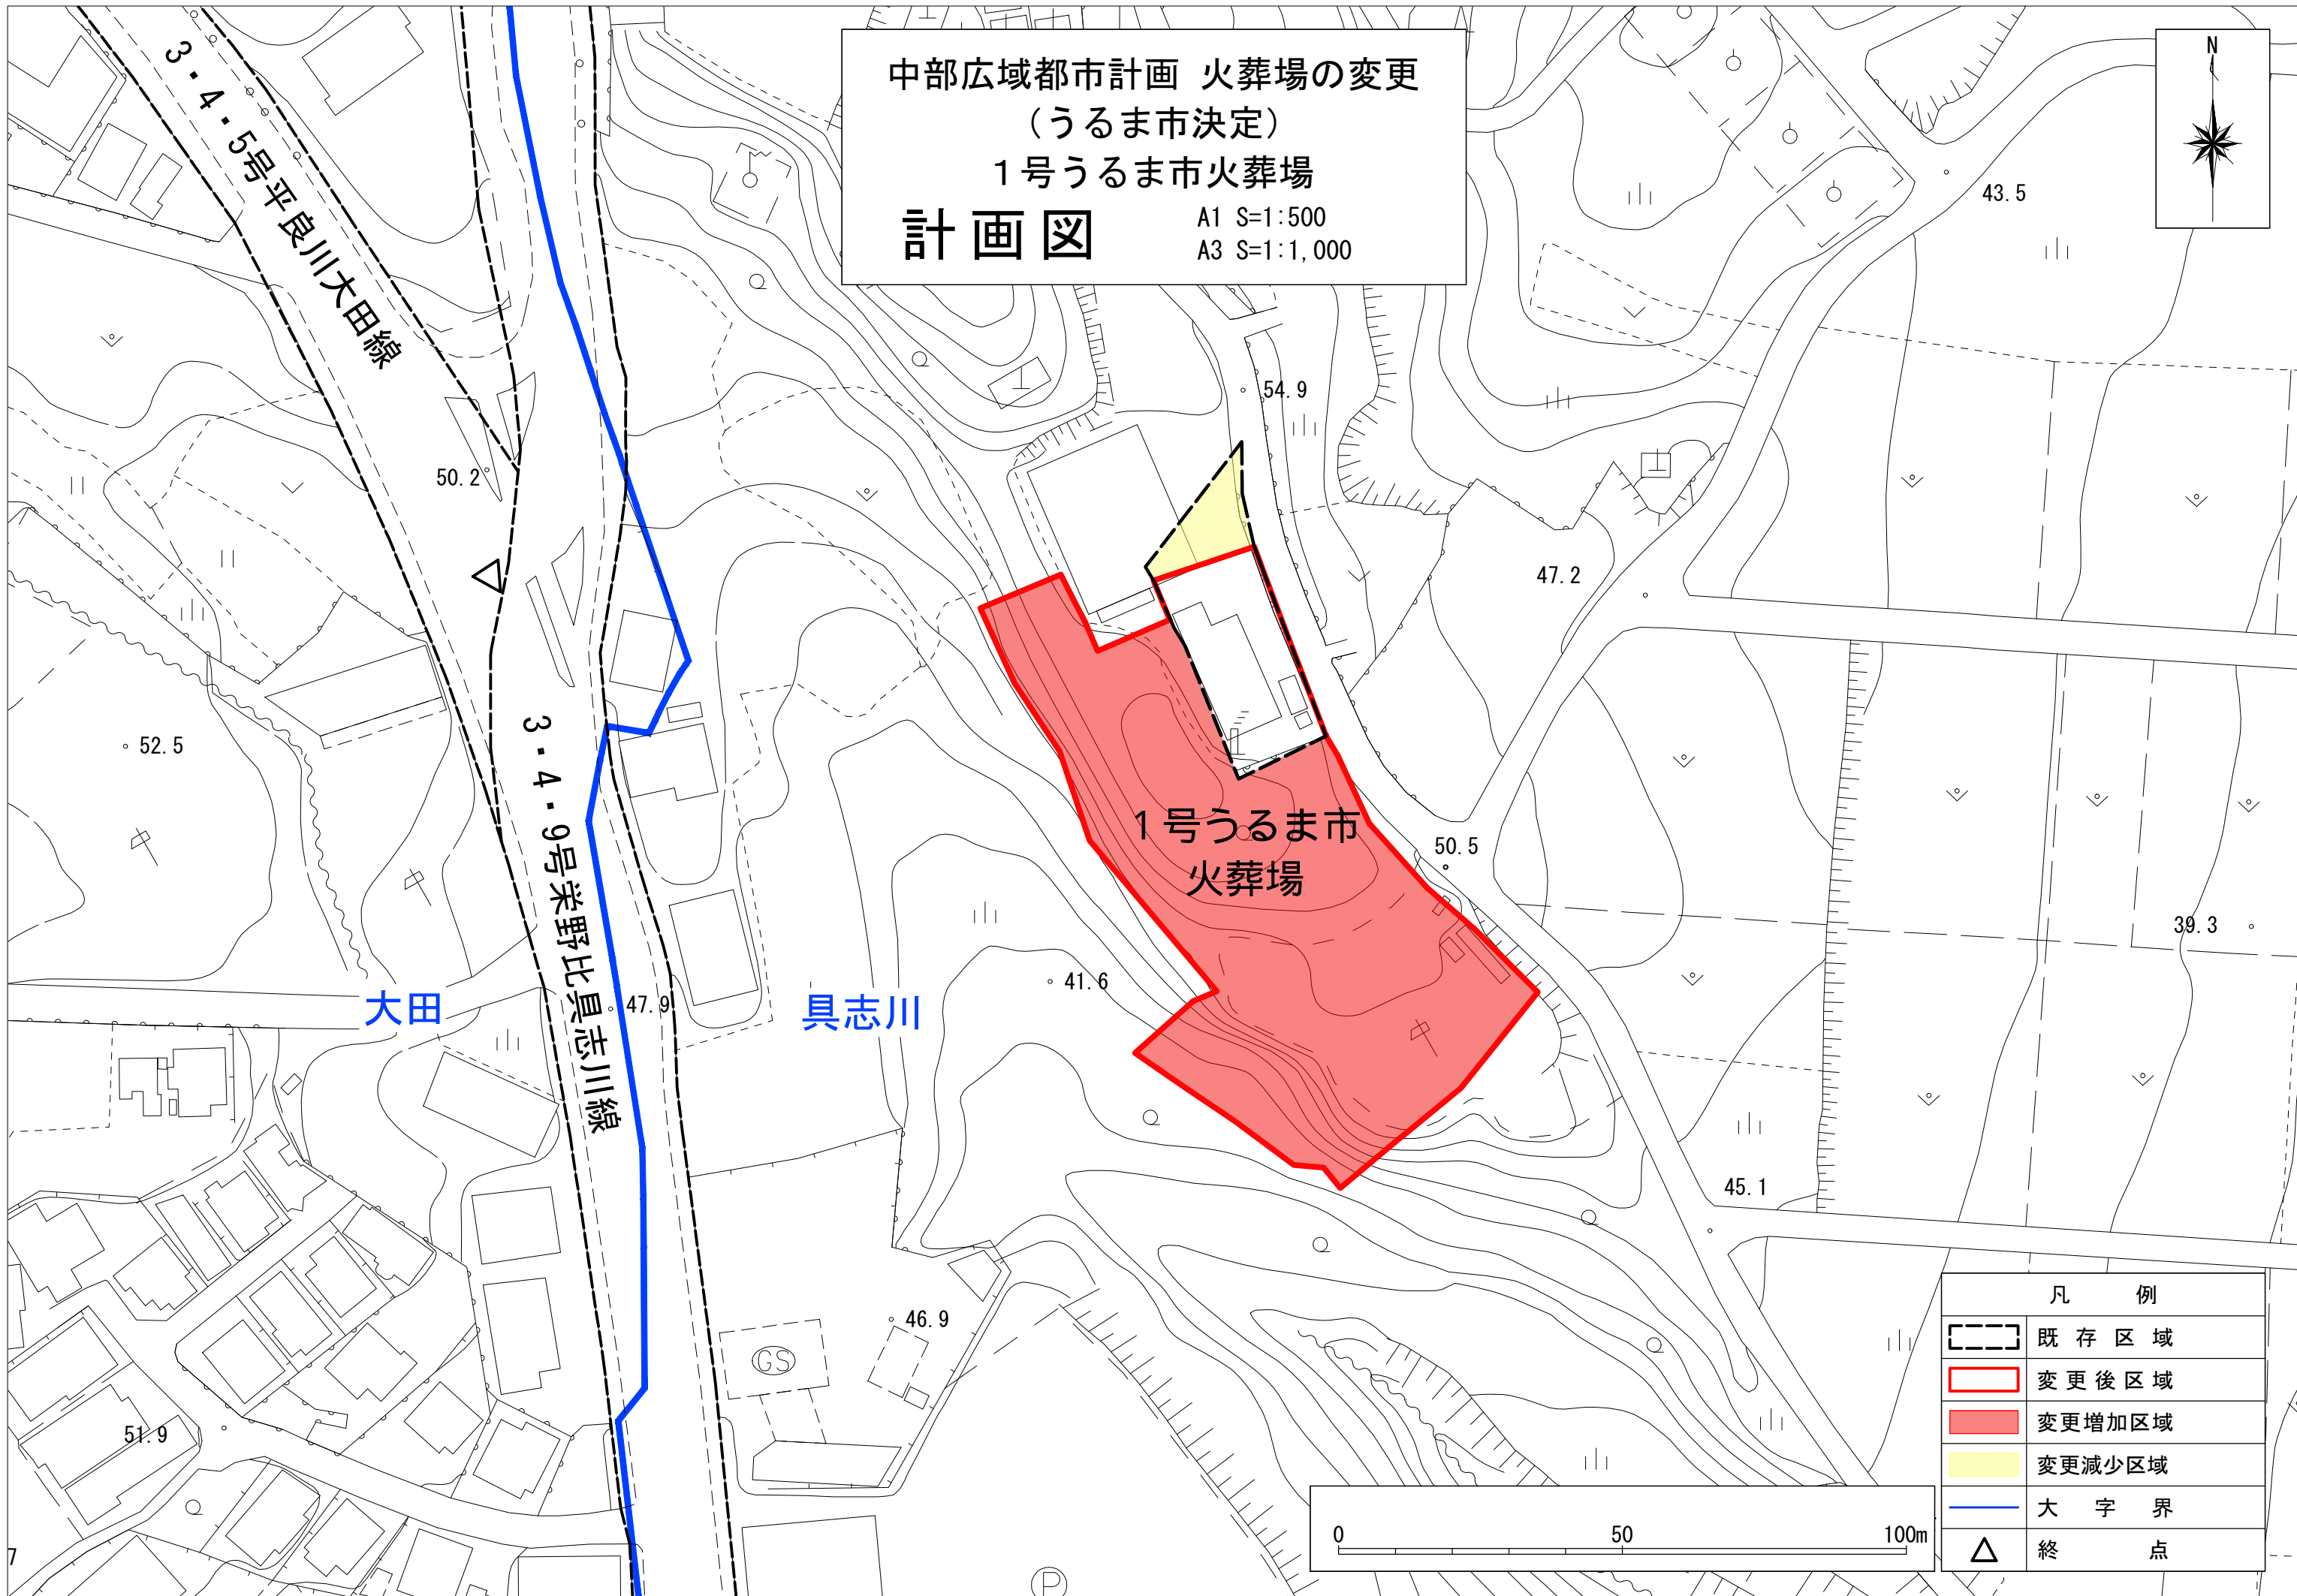 中部広域都市計画 火葬場の変更
（うるま市決定）
1号うるま市火葬場
計画図
A1 S=1:500
A3 S=1:1,000
N
3・4・5号平良川大田線
43.5
54.9
50.2
47.2
52.5
3・4・9号栄野比具志川線
1号うるま市
火葬場
50.5
39.3
41.6
大田
47.9
具志川
45.1
46.9
GS
51.9
7
P
0
50
100m
凡例
既存区域
変更後区域
変更増加区域
変更減少区域
大字界
終点